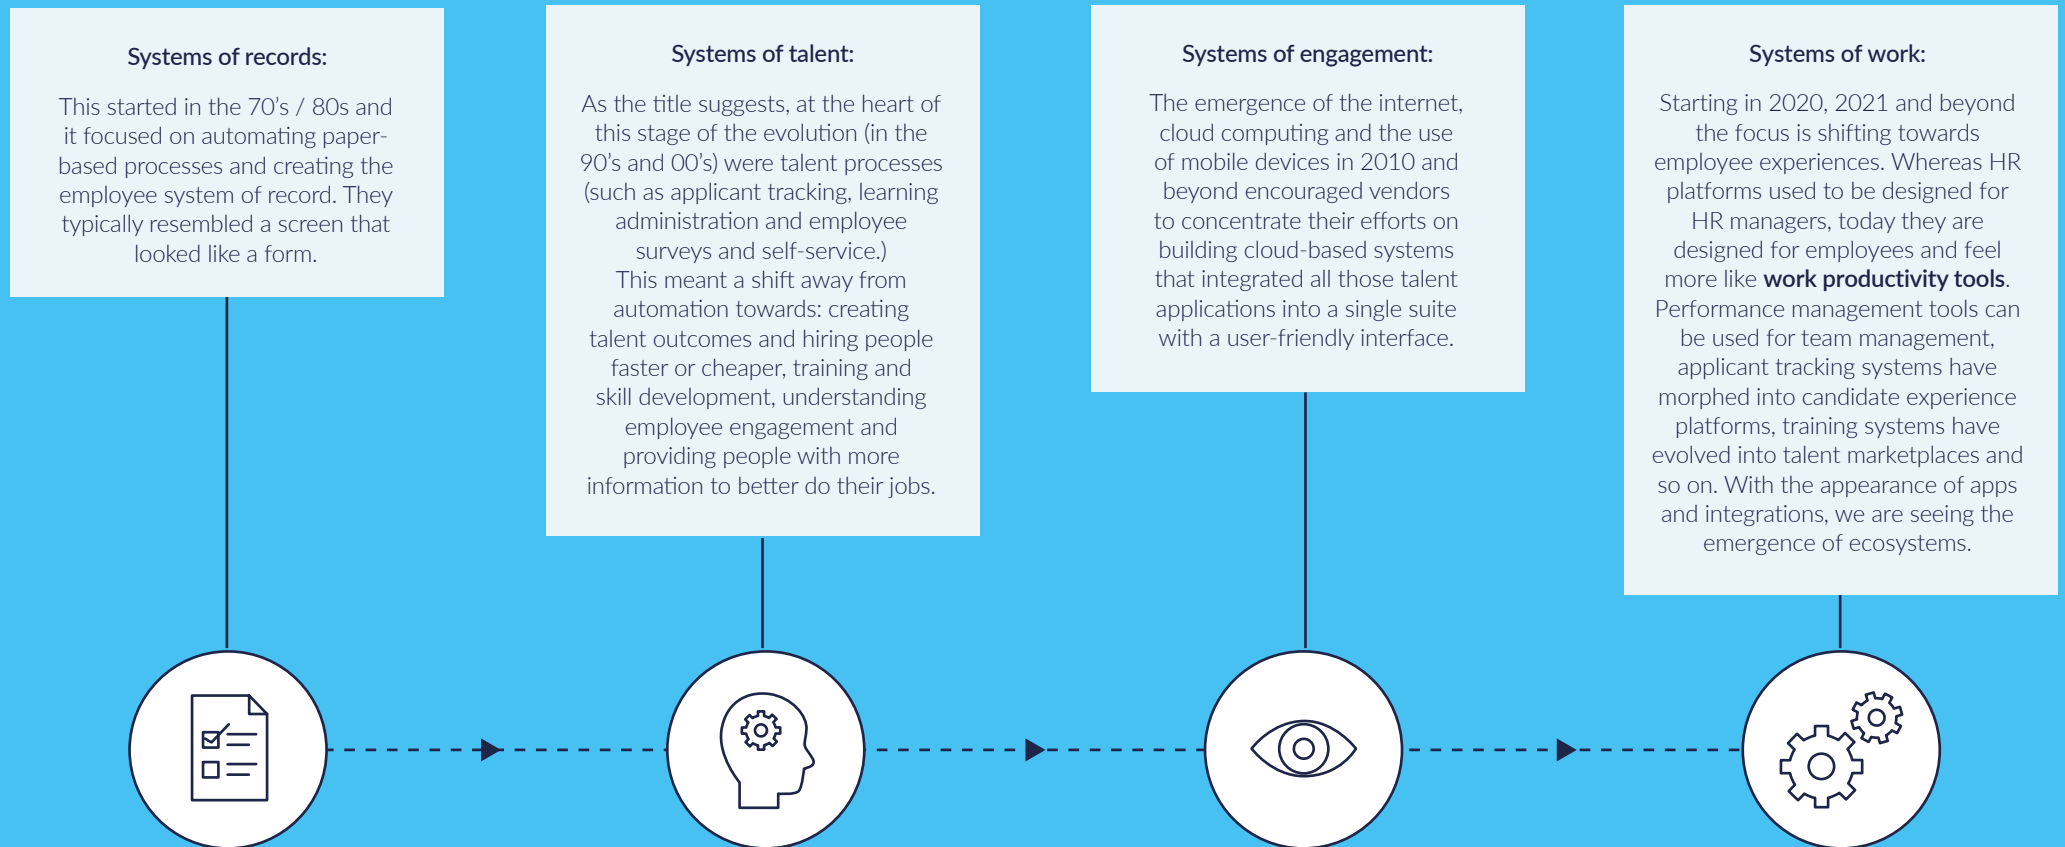 Systems of records:
This started in the 70’s / 80s and
it focused on automating paper-
based processes and creating the
employee system of record. They
typically resembled a screen that
looked like a form.
Systems of talent:
As the title suggests, at the heart of
this stage of the evolution (in the
90’s and 00’s) were talent processes
(such as applicant tracking, learning
administration and employee
surveys and self-service.)
This meant a shift away from
automation towards: creating
talent outcomes and hiring people
faster or cheaper, training and
skill development, understanding
employee engagement and
providing people with more
information to better do their jobs.
Systems of engagement:
The emergence of the internet,
cloud computing and the use
of mobile devices in 2010 and
beyond encouraged vendors
to concentrate their efforts on
building cloud-based systems
that integrated all those talent
applications into a single suite
with a user-friendly interface.
Systems of work:
Starting in 2020, 2021 and beyond
the focus is shifting towards
employee experiences. Whereas HR
platforms used to be designed for
HR managers, today they are
designed for employees and feel
more like work productivity tools.
Performance management tools can
be used for team management,
applicant tracking systems have
morphed into candidate experience
platforms, training systems have
evolved into talent marketplaces and
so on. With the appearance of apps
and integrations, we are seeing the
emergence of ecosystems.